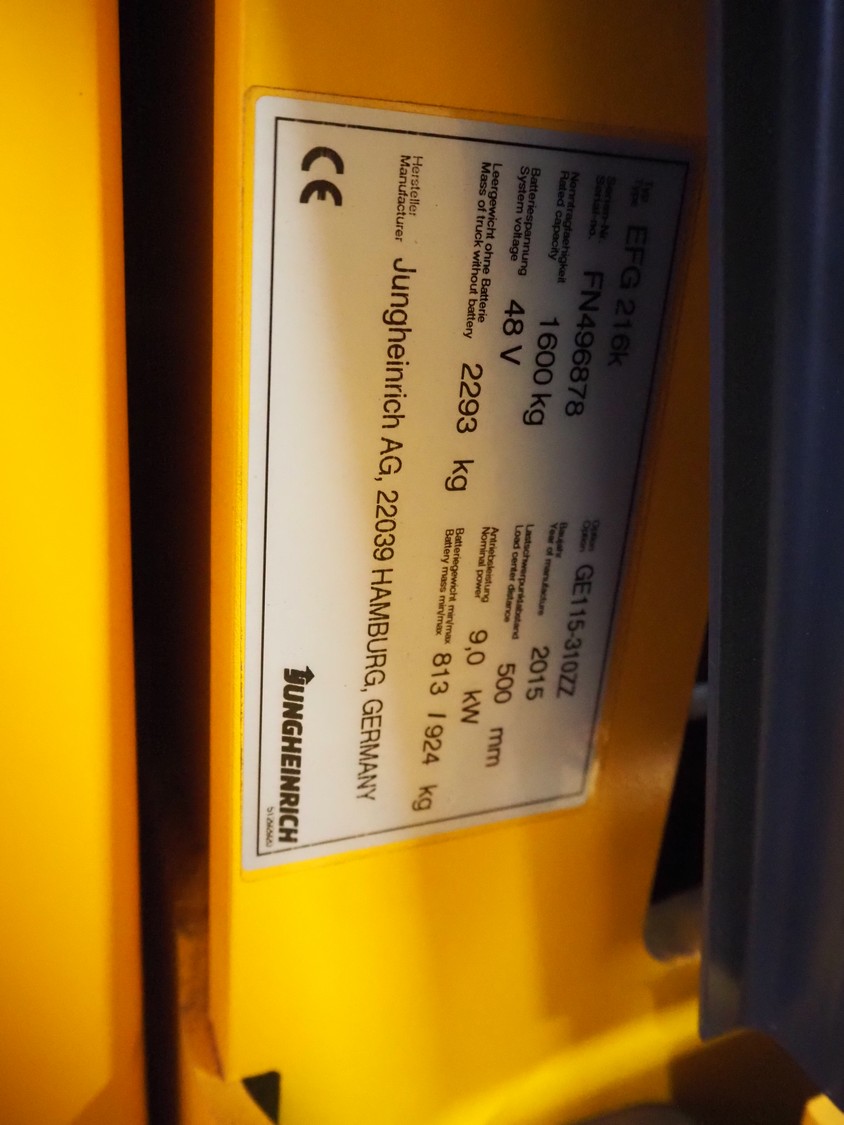 Typ
Type EFG 216k
Option
Option GE115-310ZZ
Serien-Nr.
Serial-no. FN496878
Baujahr
Year of manufacture 2015
Nenntragfaehigkeit
Rated capacity 1600 kg
Lastschwerpunktabstand
Load center distance 500 mm
Batteriespannung
System voltage 48 V
Antriebsleistung
Nominal power 9,0 kW
Leergewicht ohne Batterie
Mass of truck without battery 2293 kg
Batteriegewicht min/max
Battery mass min/max 813 / 924 kg
Hersteller
Manufacturer Jungheinrich AG, 22039 HAMBURG, GERMANY
CE
JUNGHEINRICH